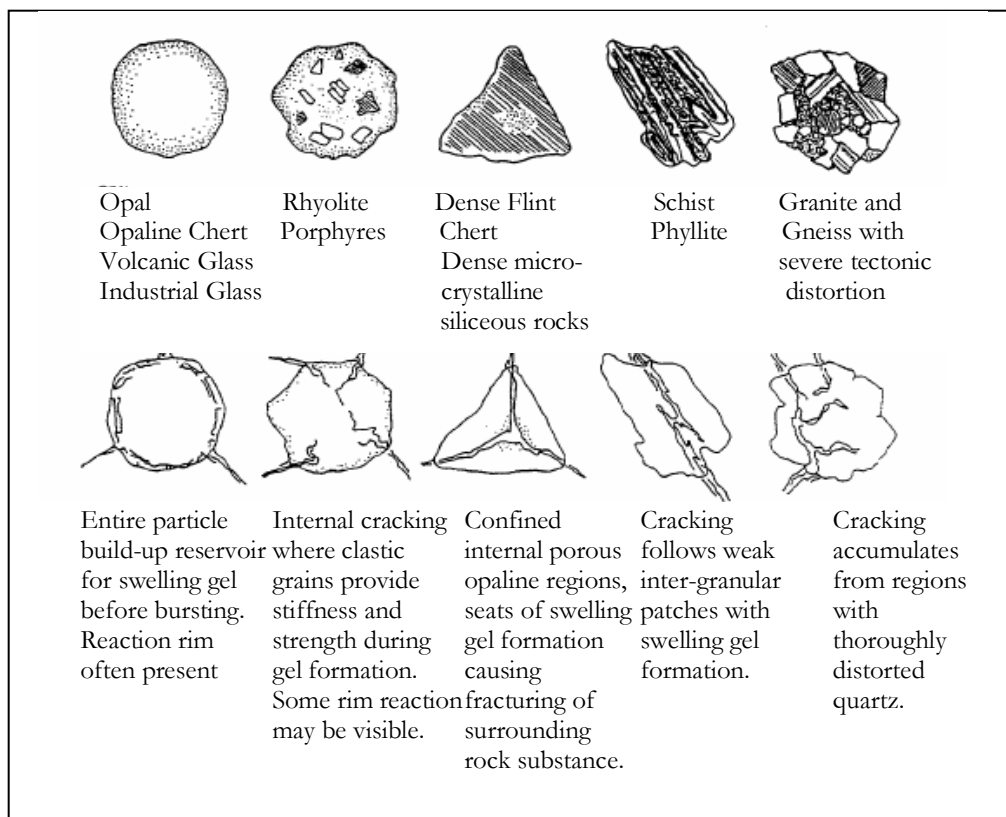 Opal
Opaline Chert
Volcanic Glass
Industrial Glass
Rhyolite
Porphyres
Dense Flint
Chert
Dense micro-
crystalline
siliceous rocks
Schist
Phyllite
Granite and
Gneiss with
severe tectonic
distortion
Entire particle
build-up reservoir
for swelling gel
before bursting.
Reaction rim
often present
Internal cracking
where clastic
grains provide
stiffness and
strength during
gel formation.
Some rim reaction
may be visible.
Confined
internal porous
opaline regions,
seats of swelling
gel formation
causing
fracturing of
surrounding
rock substance.
Cracking
follows weak
inter-granular
patches with
swelling gel
formation.
Cracking
accumulates
from regions
with
thoroughly
distorted
quartz.